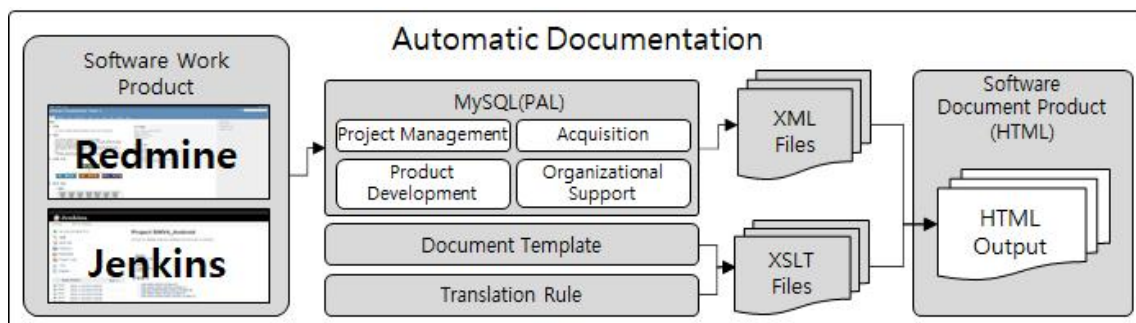 Automatic Documentation
Software Work
Product
Redmine
Jenkins
MySQL(PAL)
Project Management
Acquisition
Product
Development
Organizational
Support
Document Template
Translation Rule
XML
Files
XSLT
Files
Software
Document Product
(HTML)
HTML
Output